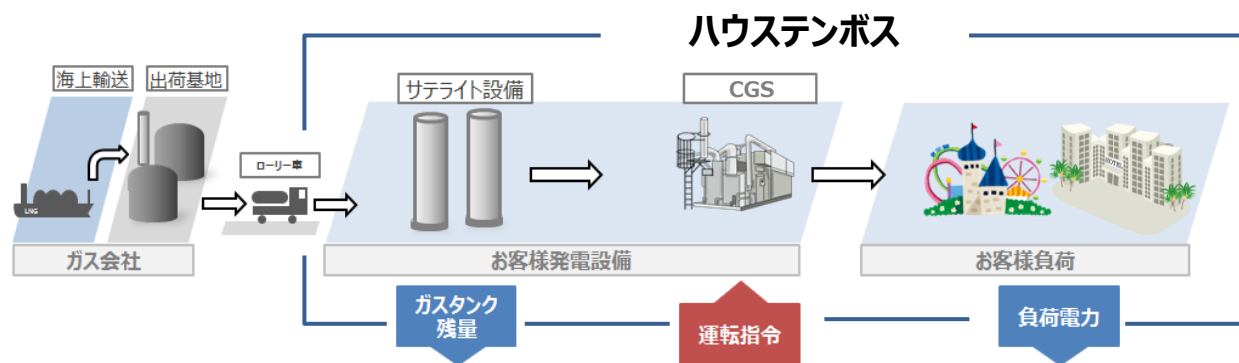 ハウステンボス
海上輸送
出荷基地
サテライト設備
CGS
ローリー車
LNG
HOTEL
ガス会社
お客様発電設備
お客様負荷
ガスタンク
残量
運転指令
負荷電力